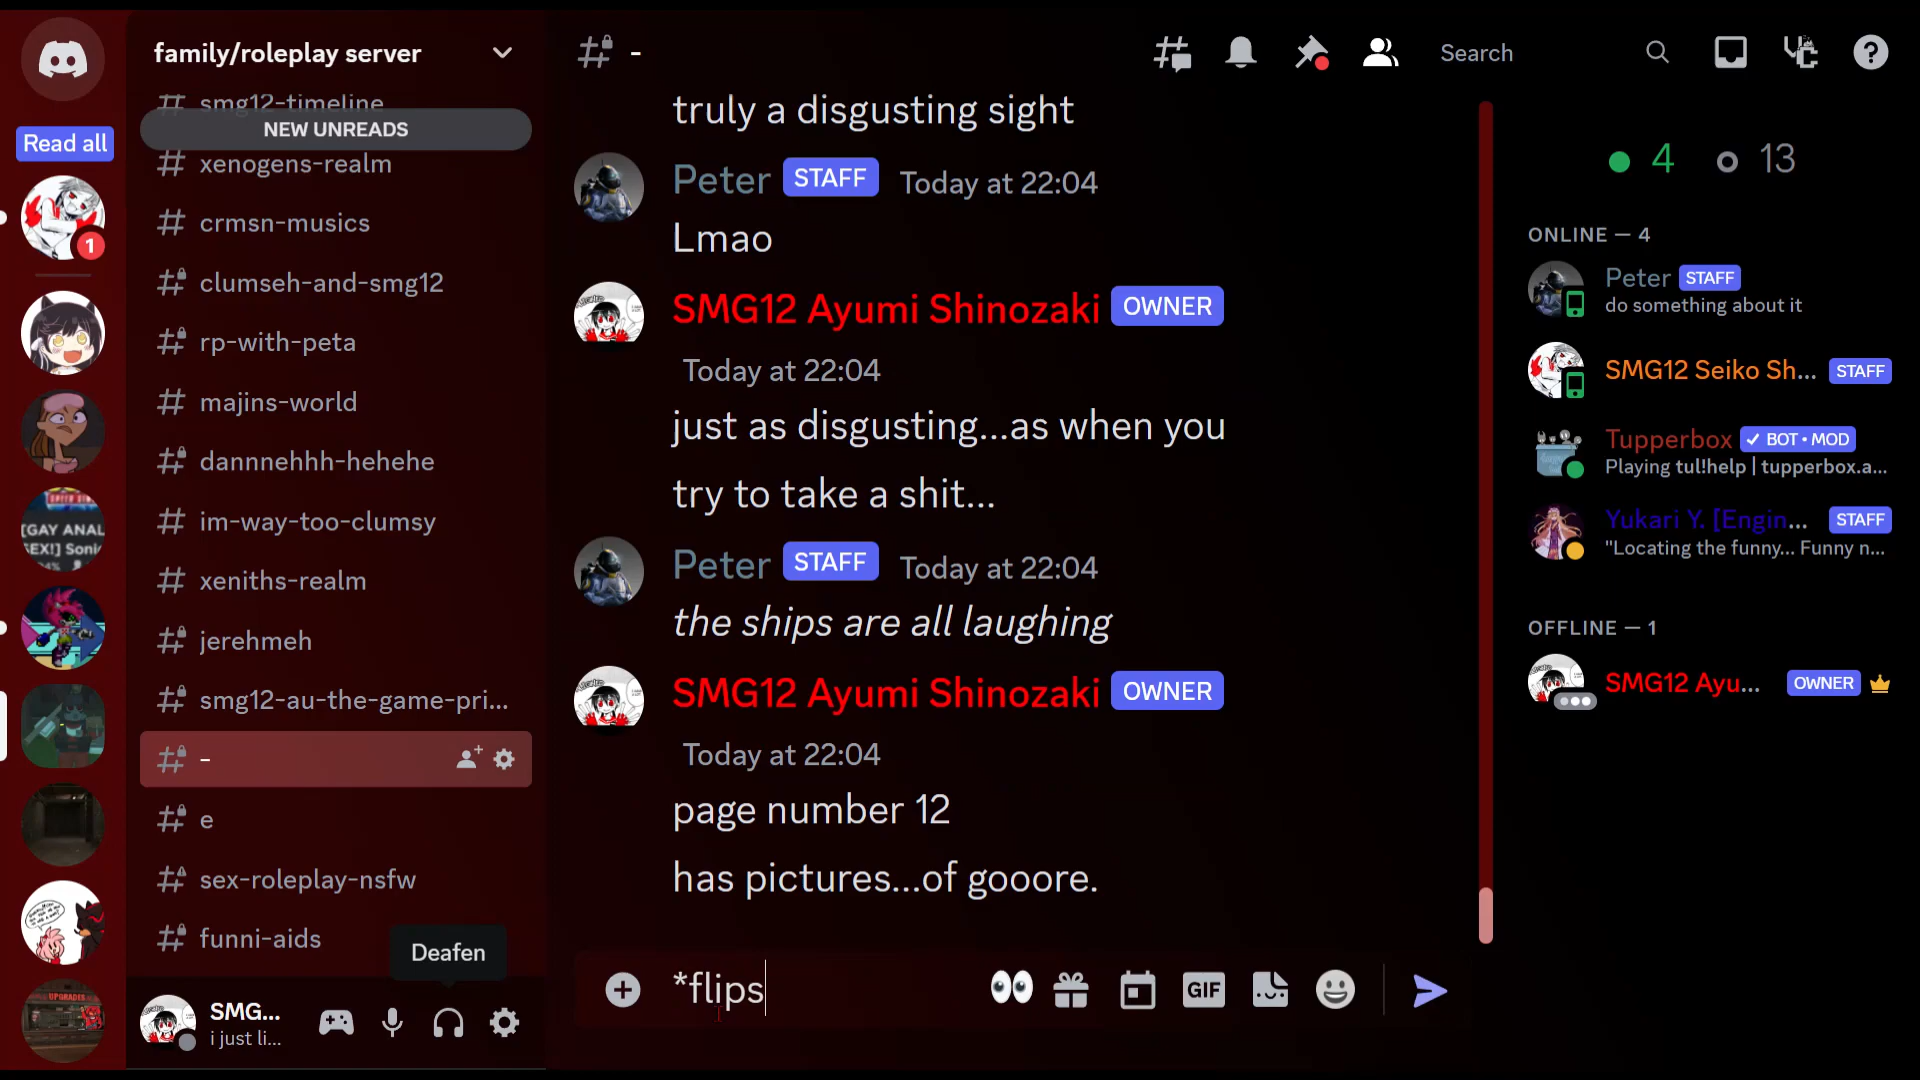 family/roleplay server
smg12-timeline
NEW UNREADS
xenogens-realm
crmsn-musics
clumseh-and-smg12
rp-with-peta
majins-world
dannnehhh-hehehe
im-way-too-clumsy
xeniths-realm
jerehmeh
smg12-au-the-game-pri...
-
e
sex-roleplay-nsfw
funni-aids
Deafen
SMG...
i just li...
Read all
1
[GAY ANAL
UPGRADES
-
Search
truly a disgusting sight
Peter STAFF Today at 22:04
Lmao
SMG12 Ayumi Shinozaki OWNER
Today at 22:04
just as disgusting...as when you
try to take a shit...
Peter STAFF Today at 22:04
the ships are all laughing
SMG12 Ayumi Shinozaki OWNER
Today at 22:04
page number 12
has pictures...of gooore.
*flips
GIF
4 13
ONLINE — 4
Peter STAFF
do something about it
SMG12 Seiko Sh... STAFF
Tupperbox ✓ BOT • MOD
Playing tul!help | tupperbox.a...
Yukari Y. [Engin... STAFF
"Locating the funny... Funny n...
OFFLINE — 1
SMG12 Ayu... OWNER